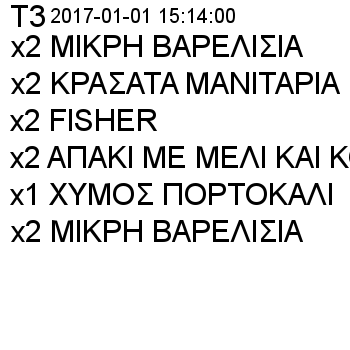 T3 2017-01-01 15:14:00
x2 ΜΙΚΡΗ ΒΑΡΕΛΙΣΙΑ
x2 ΚΡΑΣΑΤΑ ΜΑΝΙΤΑΡΙΑ
x2 FISHER
x2 ΑΠΑΚΙ ΜΕ ΜΕΛΙ ΚΑΙ
x1 ΧΥΜΟΣ ΠΟΡΤΟΚΑΛΙ
x2 ΜΙΚΡΗ ΒΑΡΕΛΙΣΙΑ